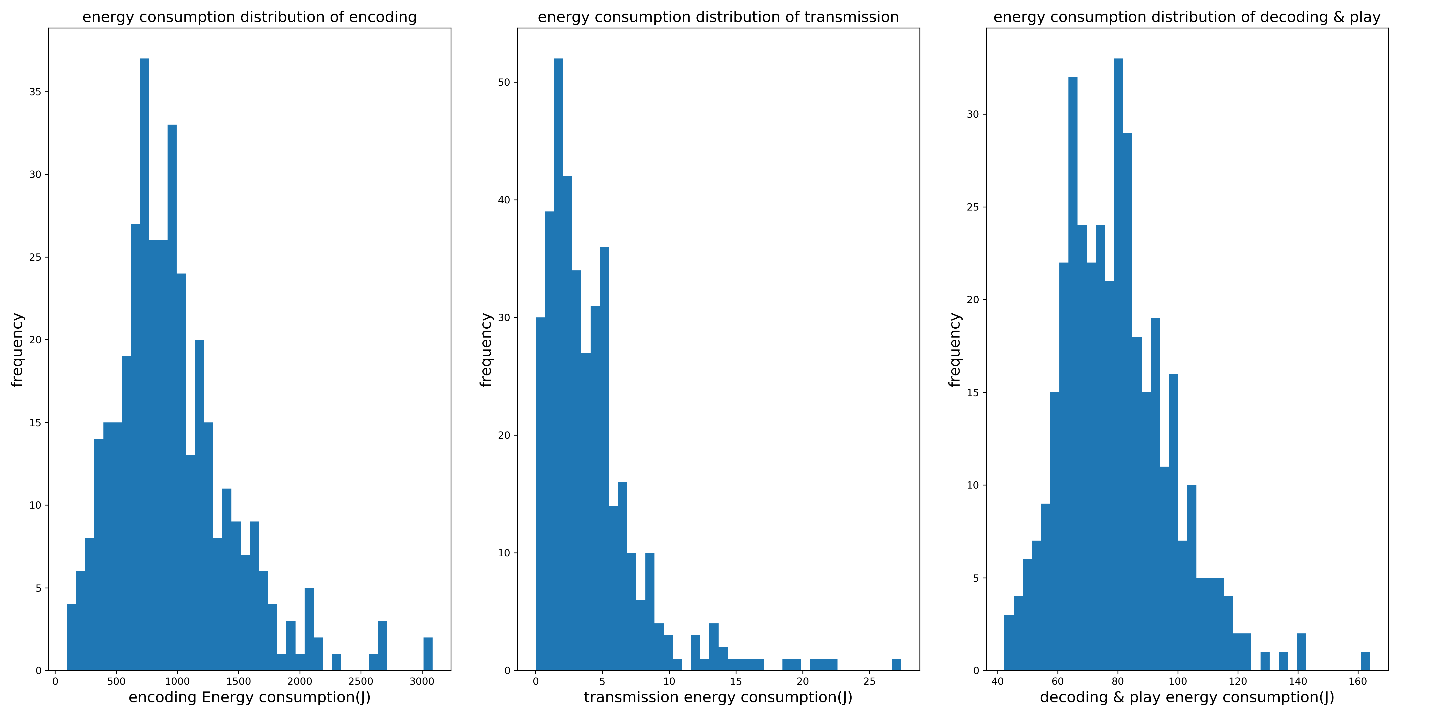 energy consumption distribution of encoding
35
30
25
20
15
10
5
0
frequency
0 500 1000 1500 2000 2500 3000
encoding Energy consumption(J)
energy consumption distribution of transmission
50
40
30
20
10
0
frequency
0 5 10 15 20 25
transmission energy consumption(J)
energy consumption distribution of decoding & play
30
25
20
15
10
5
0
frequency
40 60 80 100 120 140 160
decoding & play energy consumption(J)